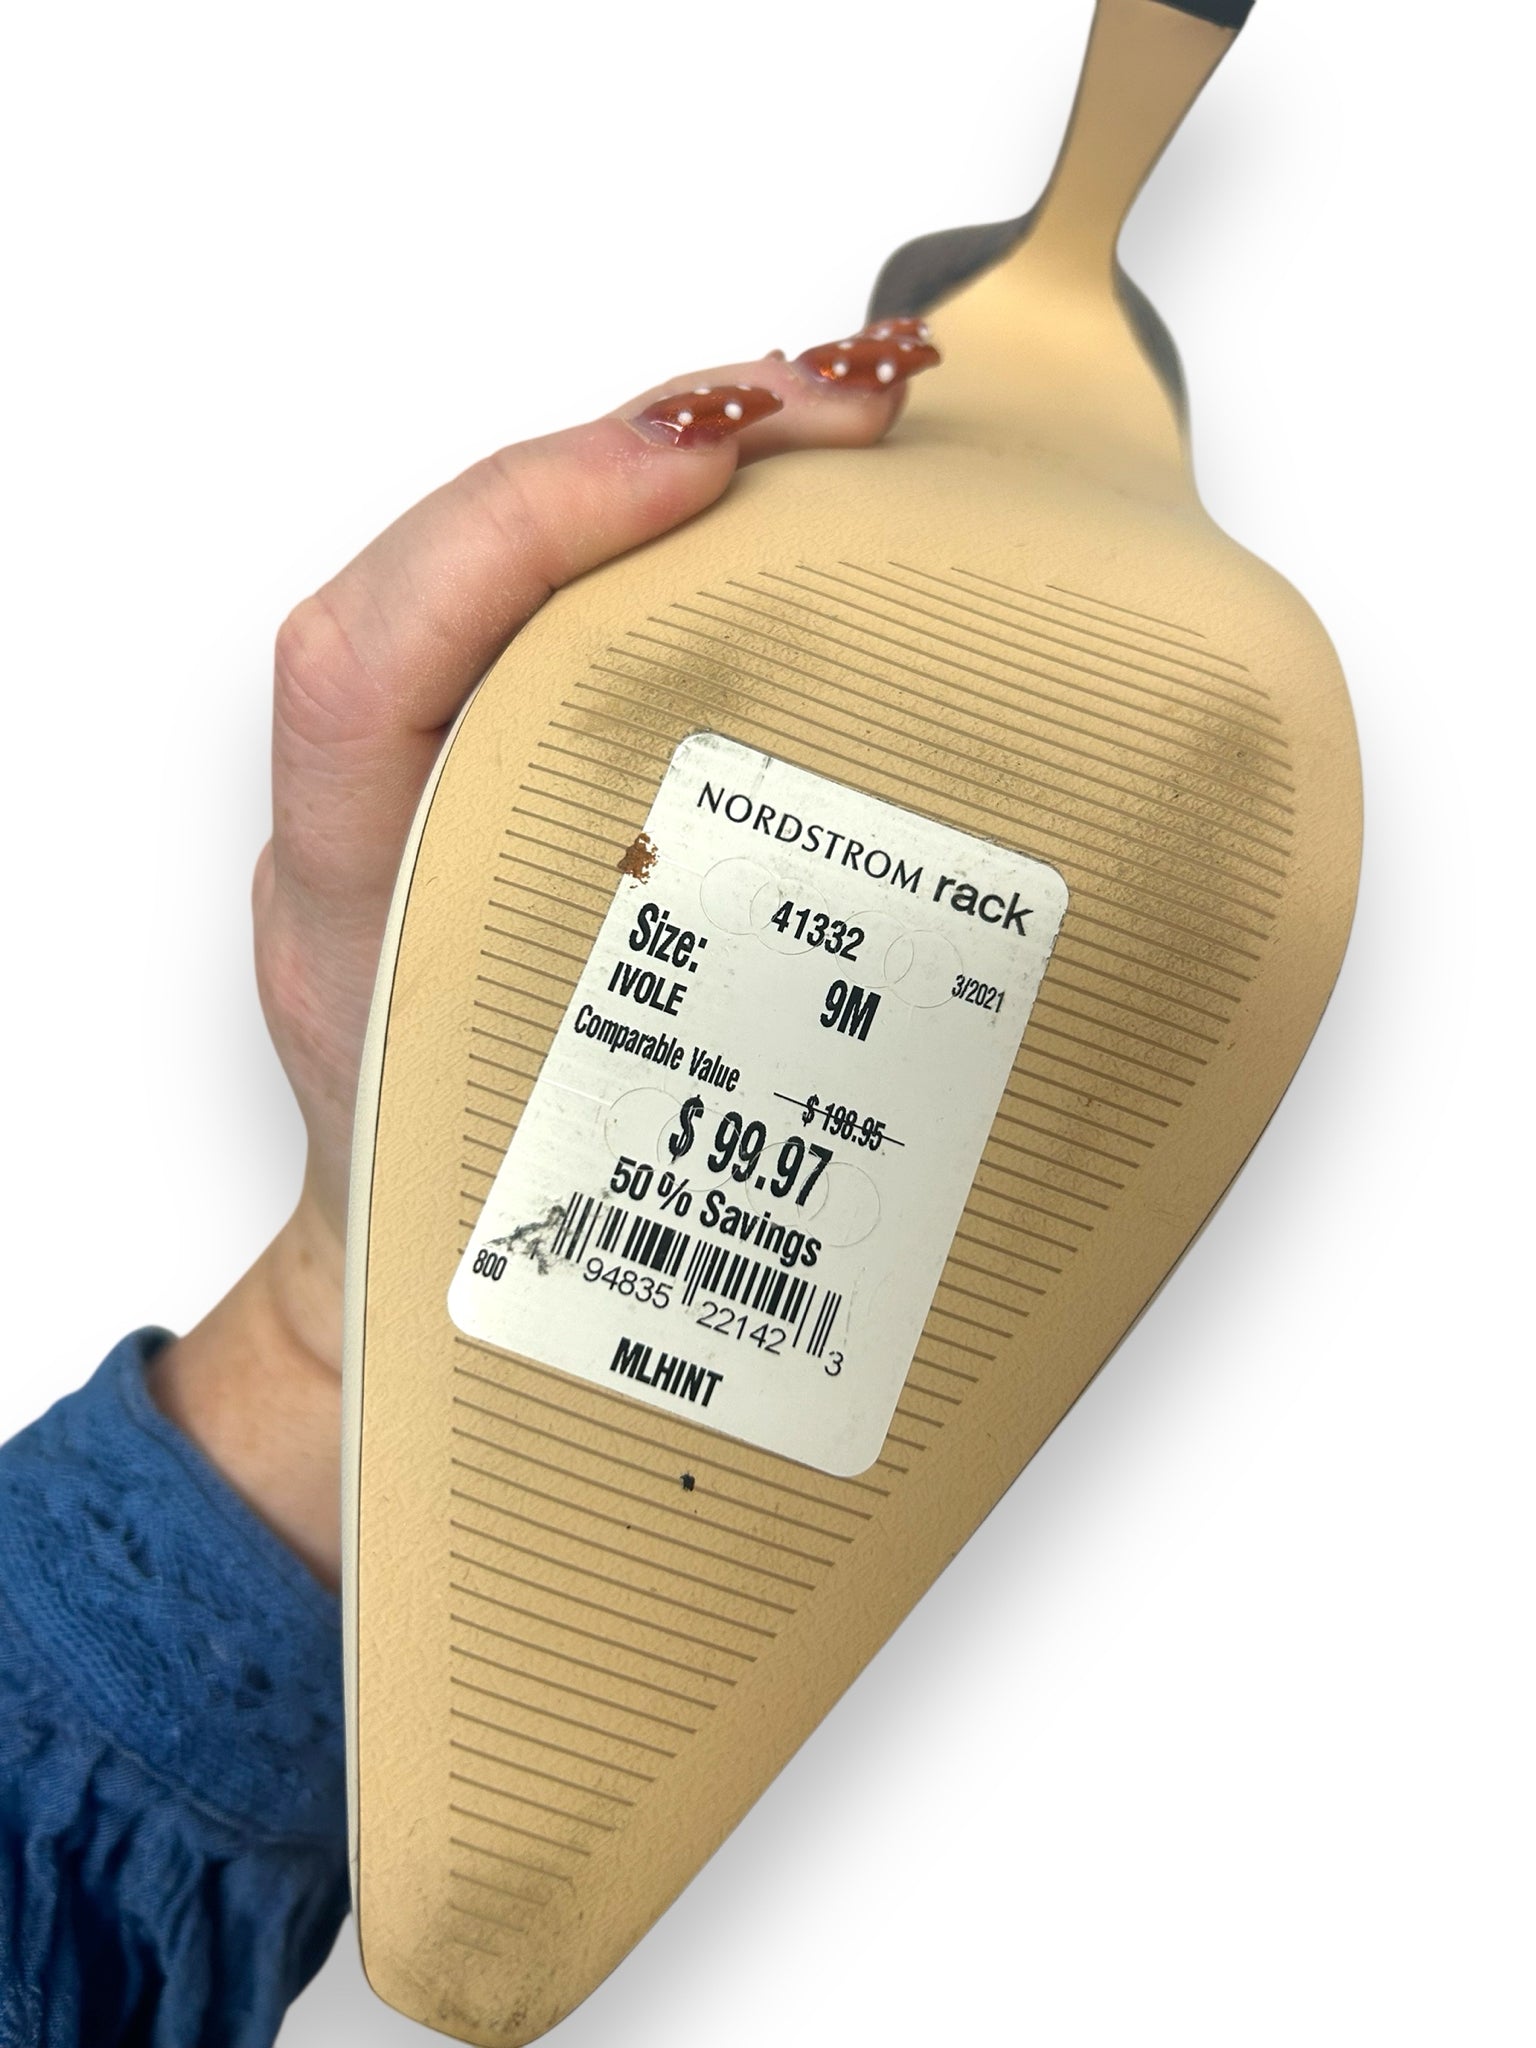 NORDSTROM rack
41332
Size: 9M 3/2021
IVOLE
Comparable Value $ 198.95
$ 99.97
50 % Savings
800
94835 22142 3
MLHINT